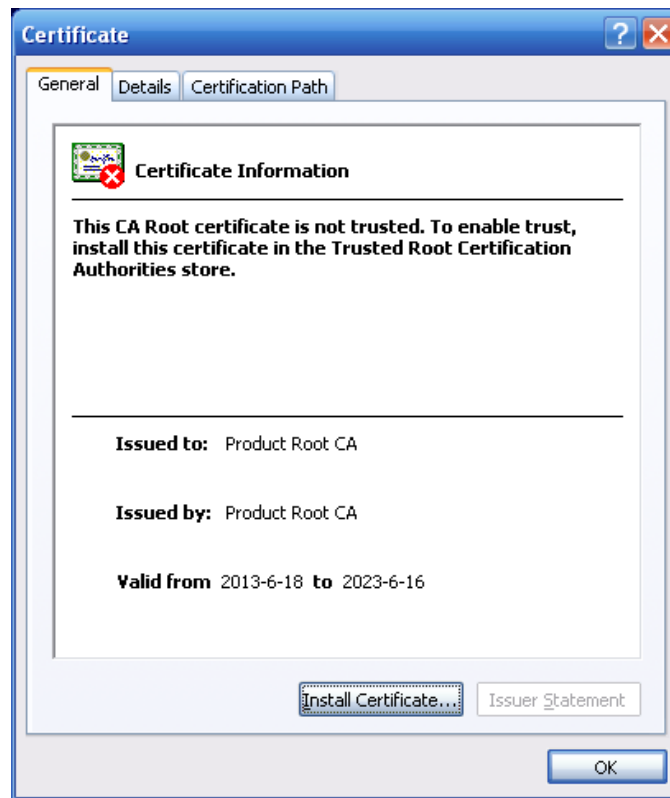 Certificate
General
Details
Certification Path
Certificate Information
This CA Root certificate is not trusted. To enable trust,
install this certificate in the Trusted Root Certification
Authorities store.
Issued to: Product Root CA
Issued by: Product Root CA
Valid from 2013-6-18 to 2023-6-16
Install Certificate...
Issuer Statement
OK